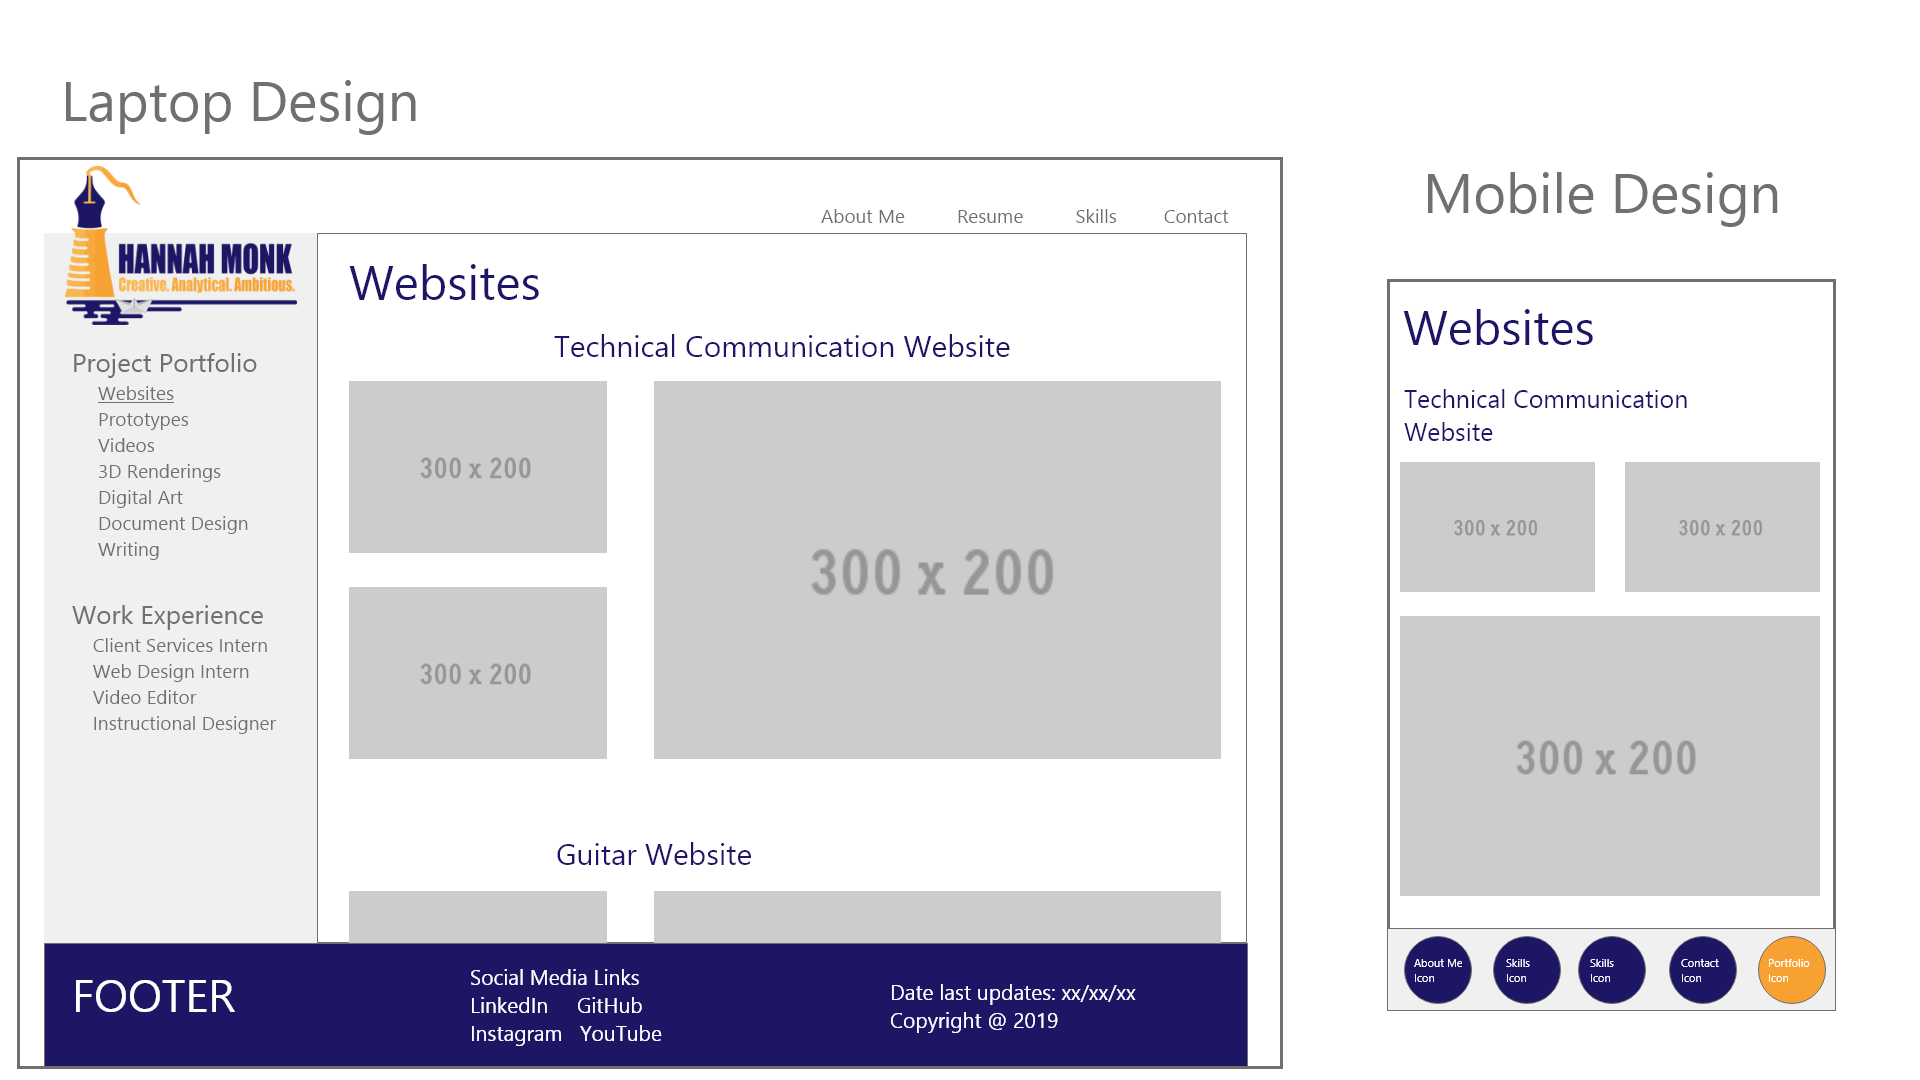 Laptop Design
About Me
Resume
Skills
Contact
HANNAH MONK
Creative. Analytical. Ambitious.
Project Portfolio
Websites
Prototypes
Videos
3D Renderings
Digital Art
Document Design
Writing
Work Experience
Client Services Intern
Web Design Intern
Video Editor
Instructional Designer
Websites
Technical Communication Website
300 x 200
300 x 200
300 x 200
Guitar Website
FOOTER
Social Media Links
LinkedIn GitHub
Instagram YouTube
Date last updates: xx/xx/xx
Copyright @ 2019
Mobile Design
Websites
Technical Communication
Website
300 x 200
300 x 200
300 x 200
About Me
Icon
Skills
Icon
Skills
Icon
Contact
Icon
Portfolio
Icon